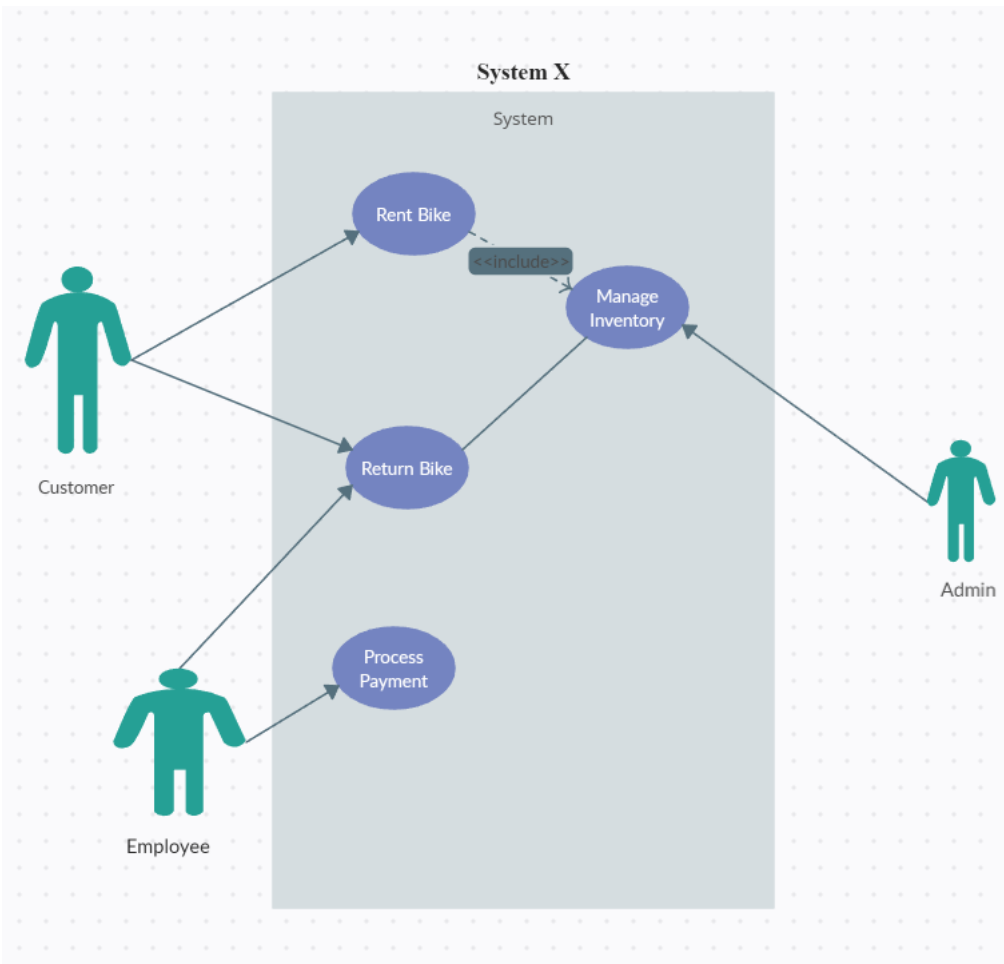 System X
System
Rent Bike
<<include>>
Manage
Inventory
Return Bike
Customer
Admin
Process
Payment
Employee